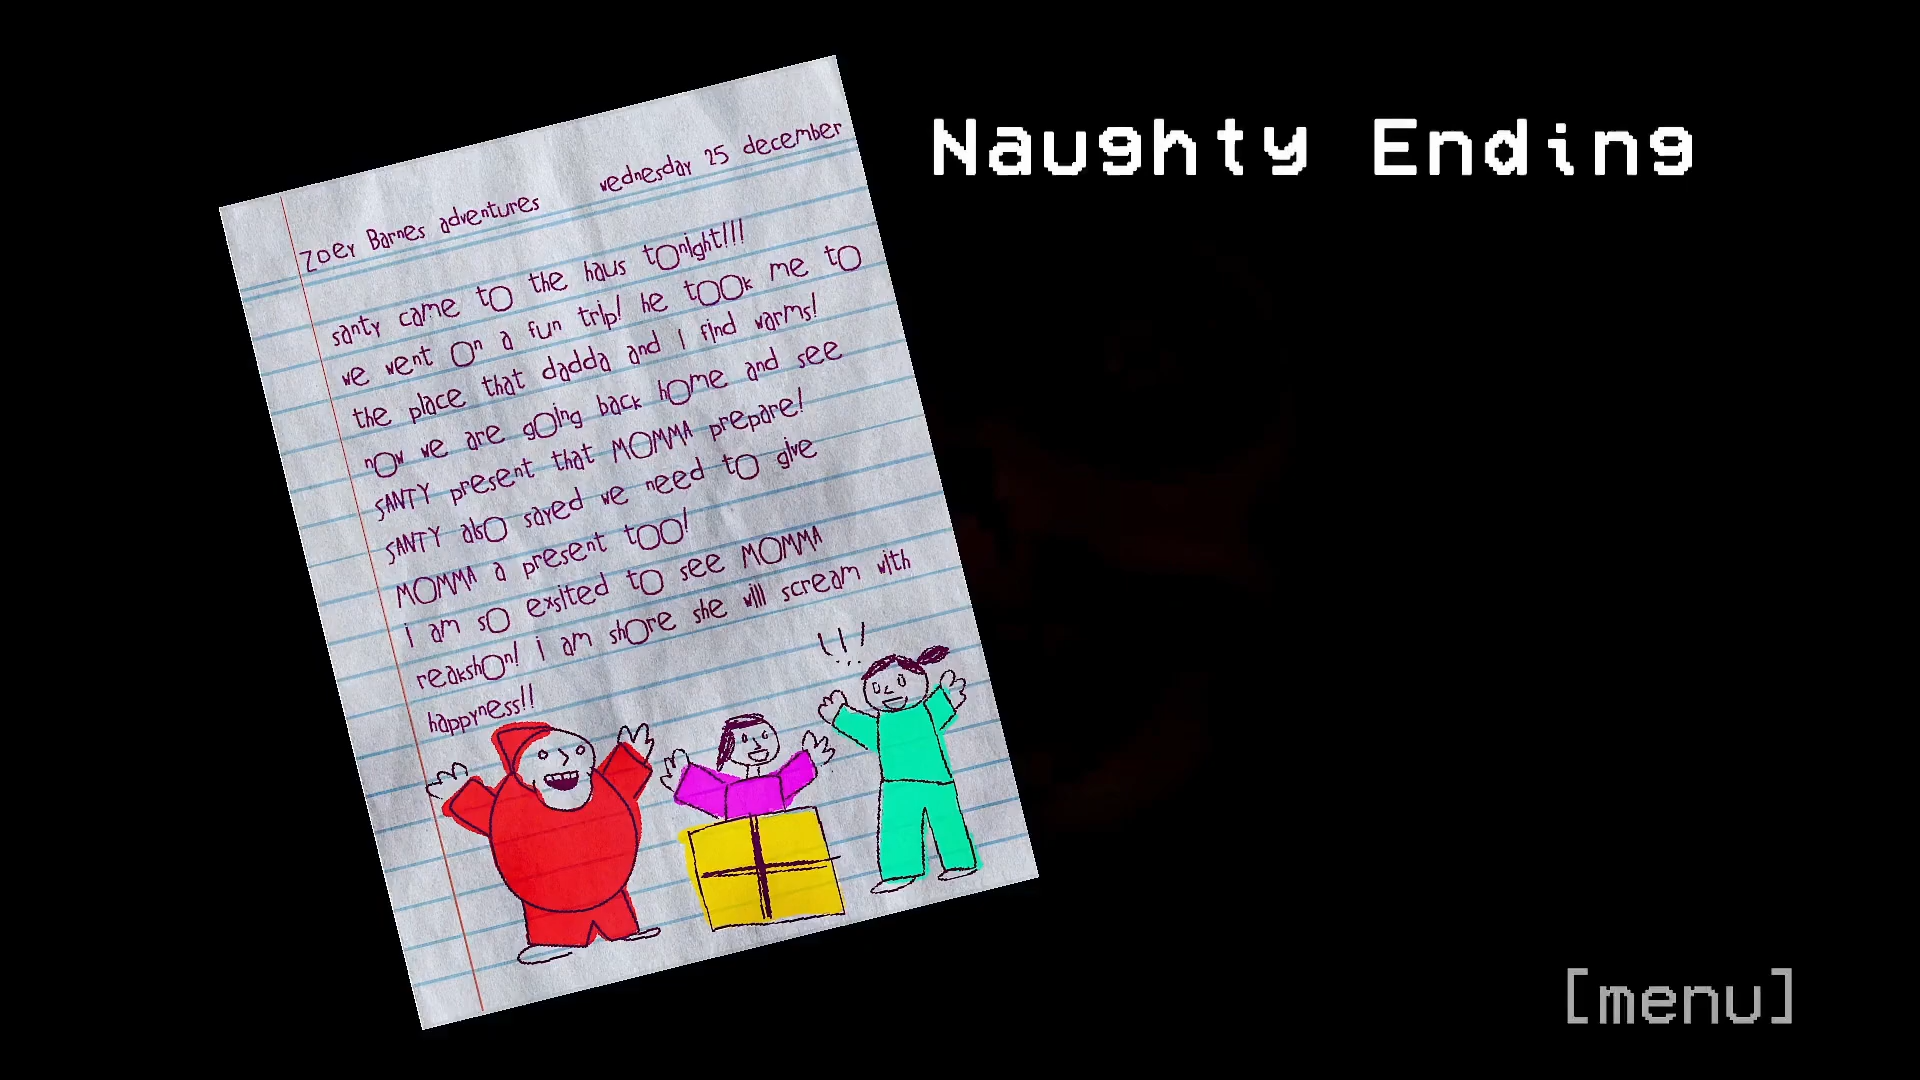 Naughty Ending
Zoey Barnes adventures wednesday 25 december
santy came to the haus tonight!!!
we went on a fun trip! he took me to
the place that dadda and I find warms!
now we are going back home and see
SANTY present that MOMMA prepare!
SANTY also sayed we need to give
MOMMA a present too!
i am so exsited to see MOMMA
reakshon! i am shore she will scream with
happyness!!
!!!
[menu]